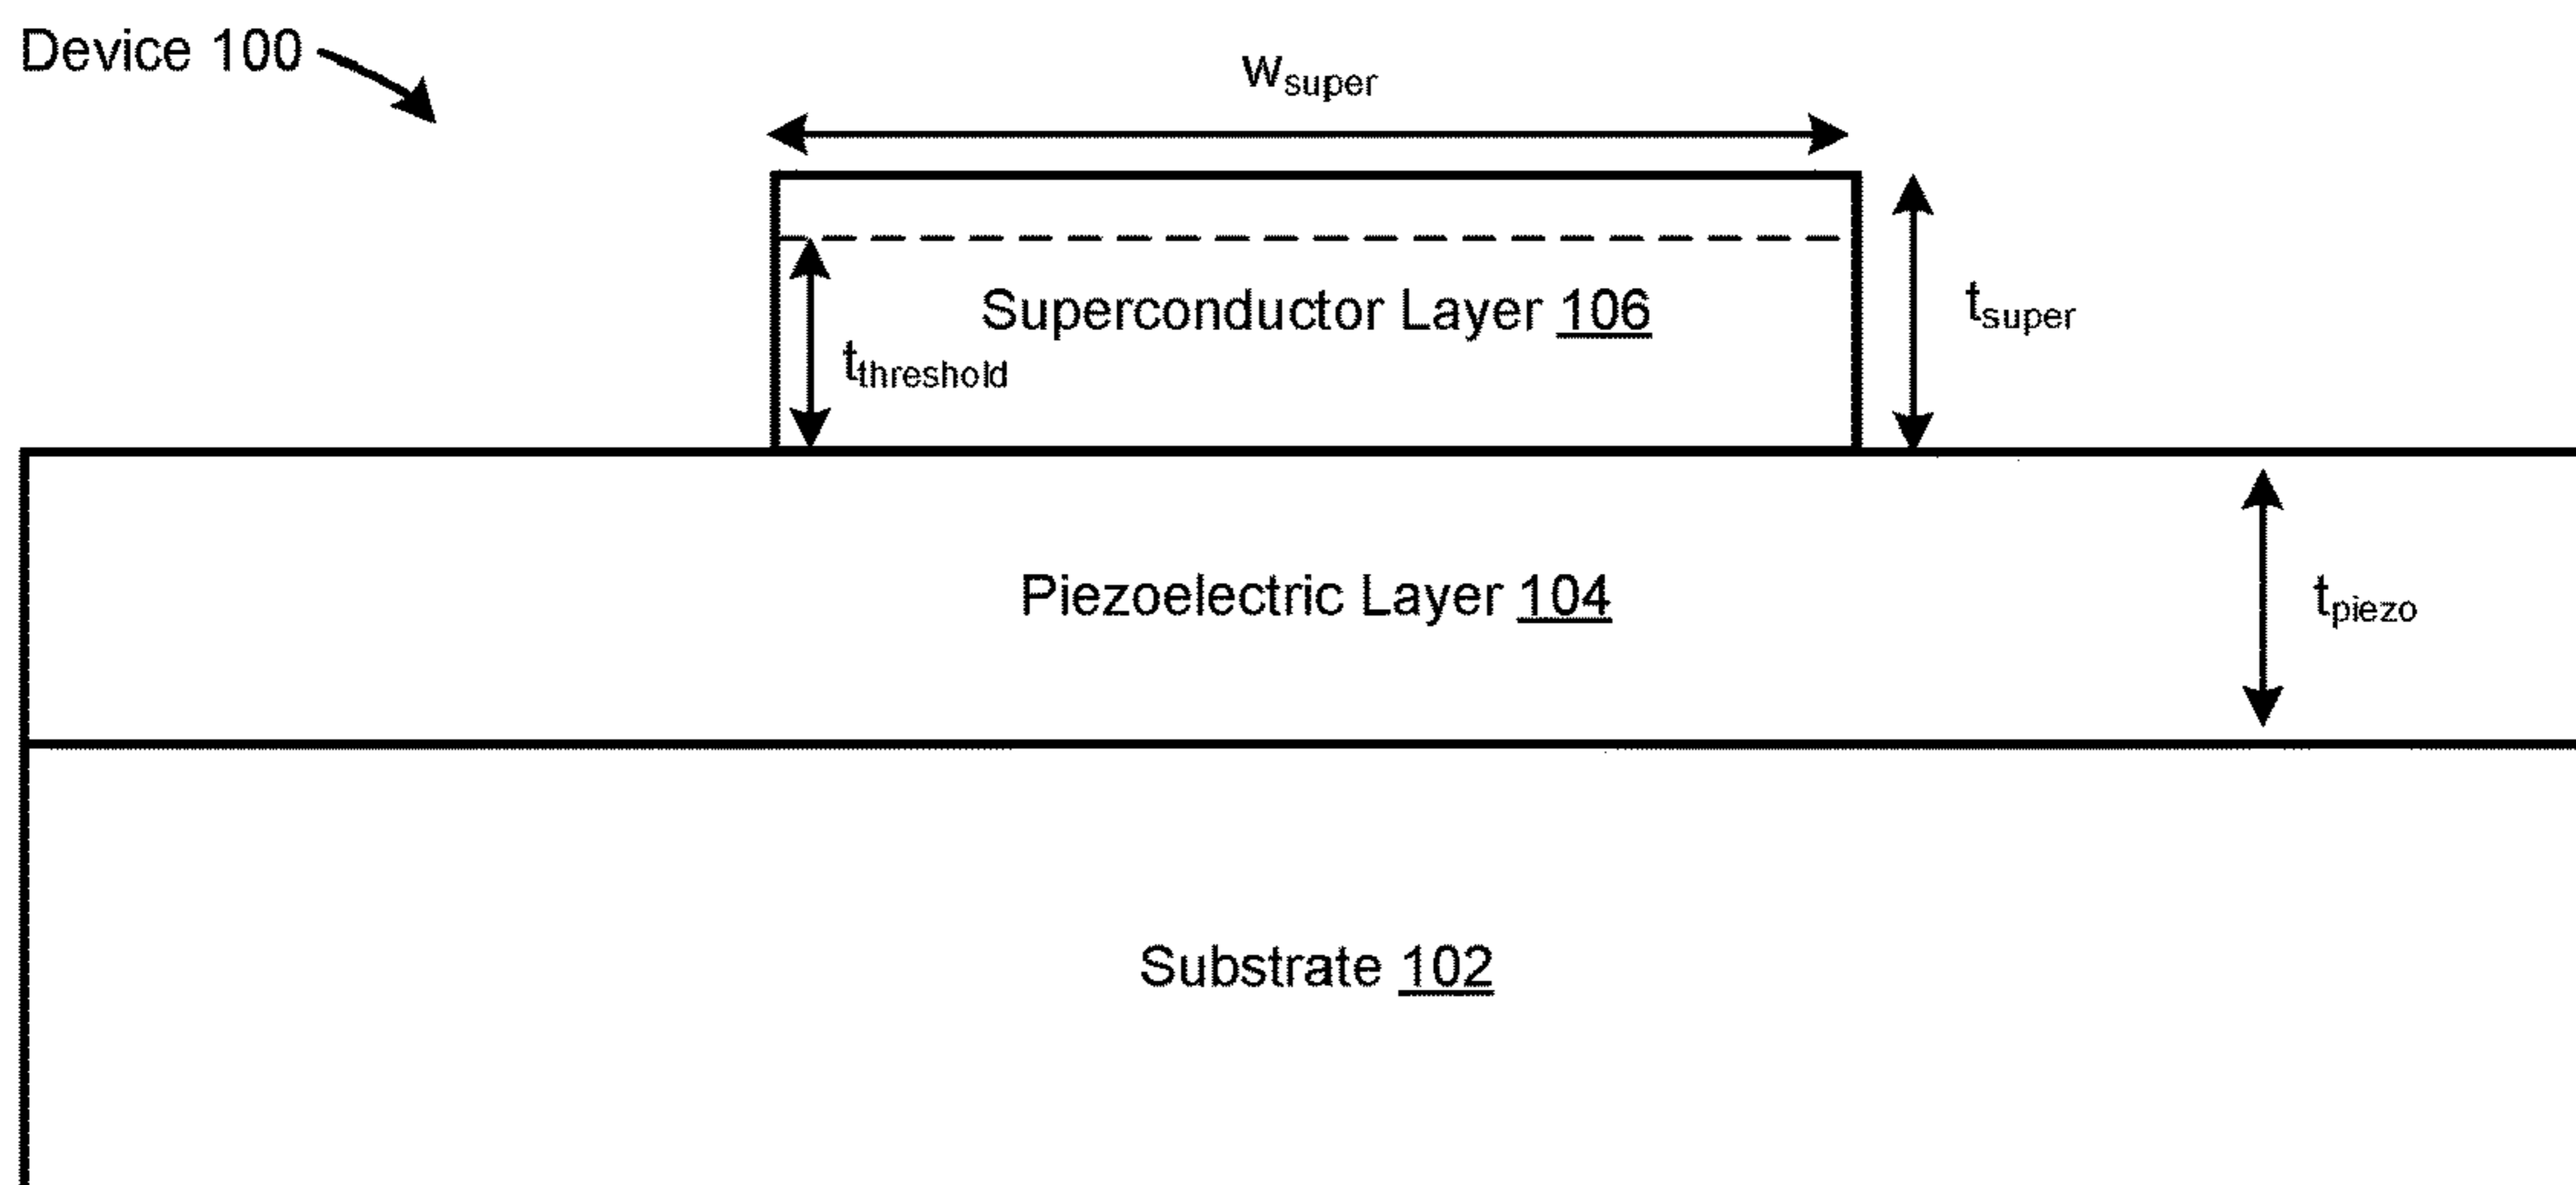 Device 100
wsuper
Superconductor Layer 106
tsuper
tthreshold
Piezoelectric Layer 104
tpiezo
Substrate 102